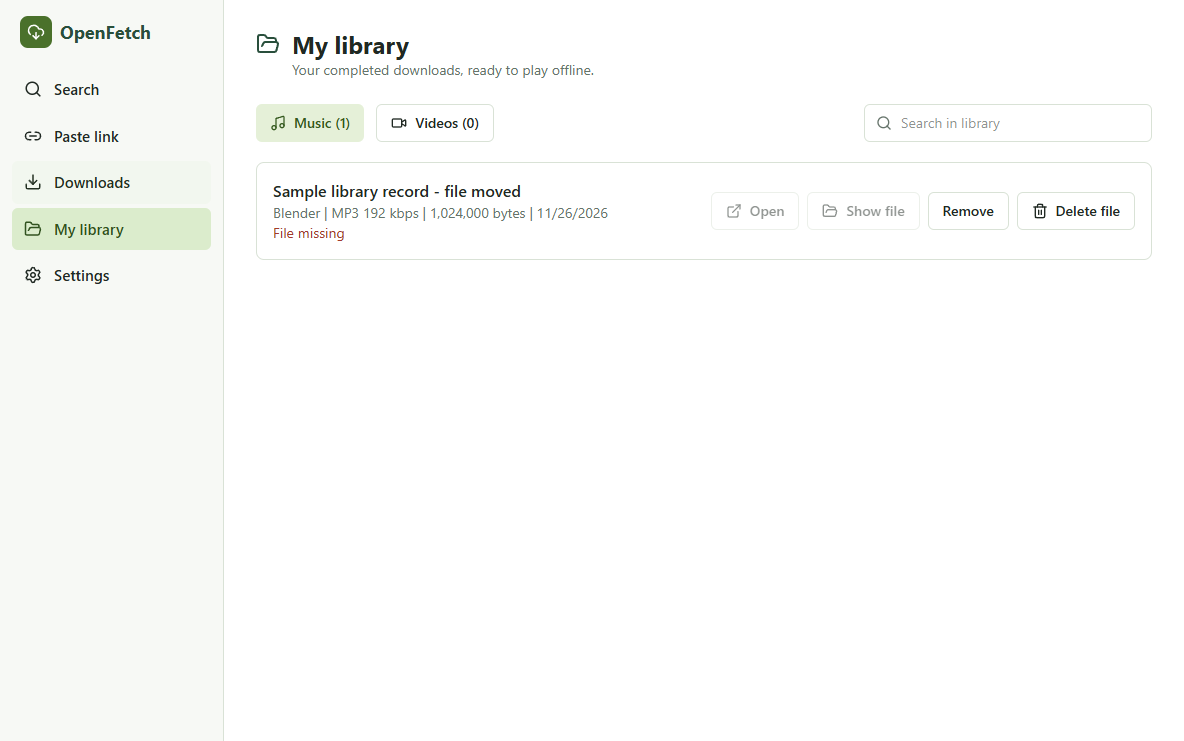 OpenFetch
Search
Paste link
Downloads
My library
Settings
My library
Your completed downloads, ready to play offline.
Music (1)
Videos (0)
Search in library
Sample library record - file moved
Blender | MP3 192 kbps | 1,024,000 bytes | 11/26/2026
File missing
Open
Show file
Remove
Delete file